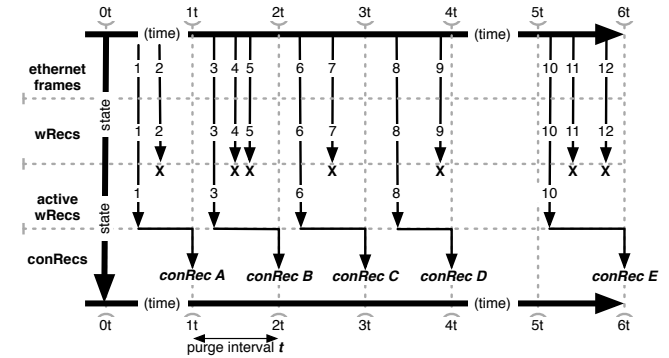 0t 1t 2t 3t 4t 5t 6t
(time) (time)
ethernet frames
1 2 3 4 5 6 7 8 9 10 11 12
state
wRecs
1 2 3 4 5 6 7 8 9 10 11 12
x x x x x x x
active wRecs
1 3 6 8 10
state
conRecs
conRec A conRec B conRec C conRec D conRec E
(time) (time)
0t 1t 2t 3t 4t 5t 6t
purge interval t